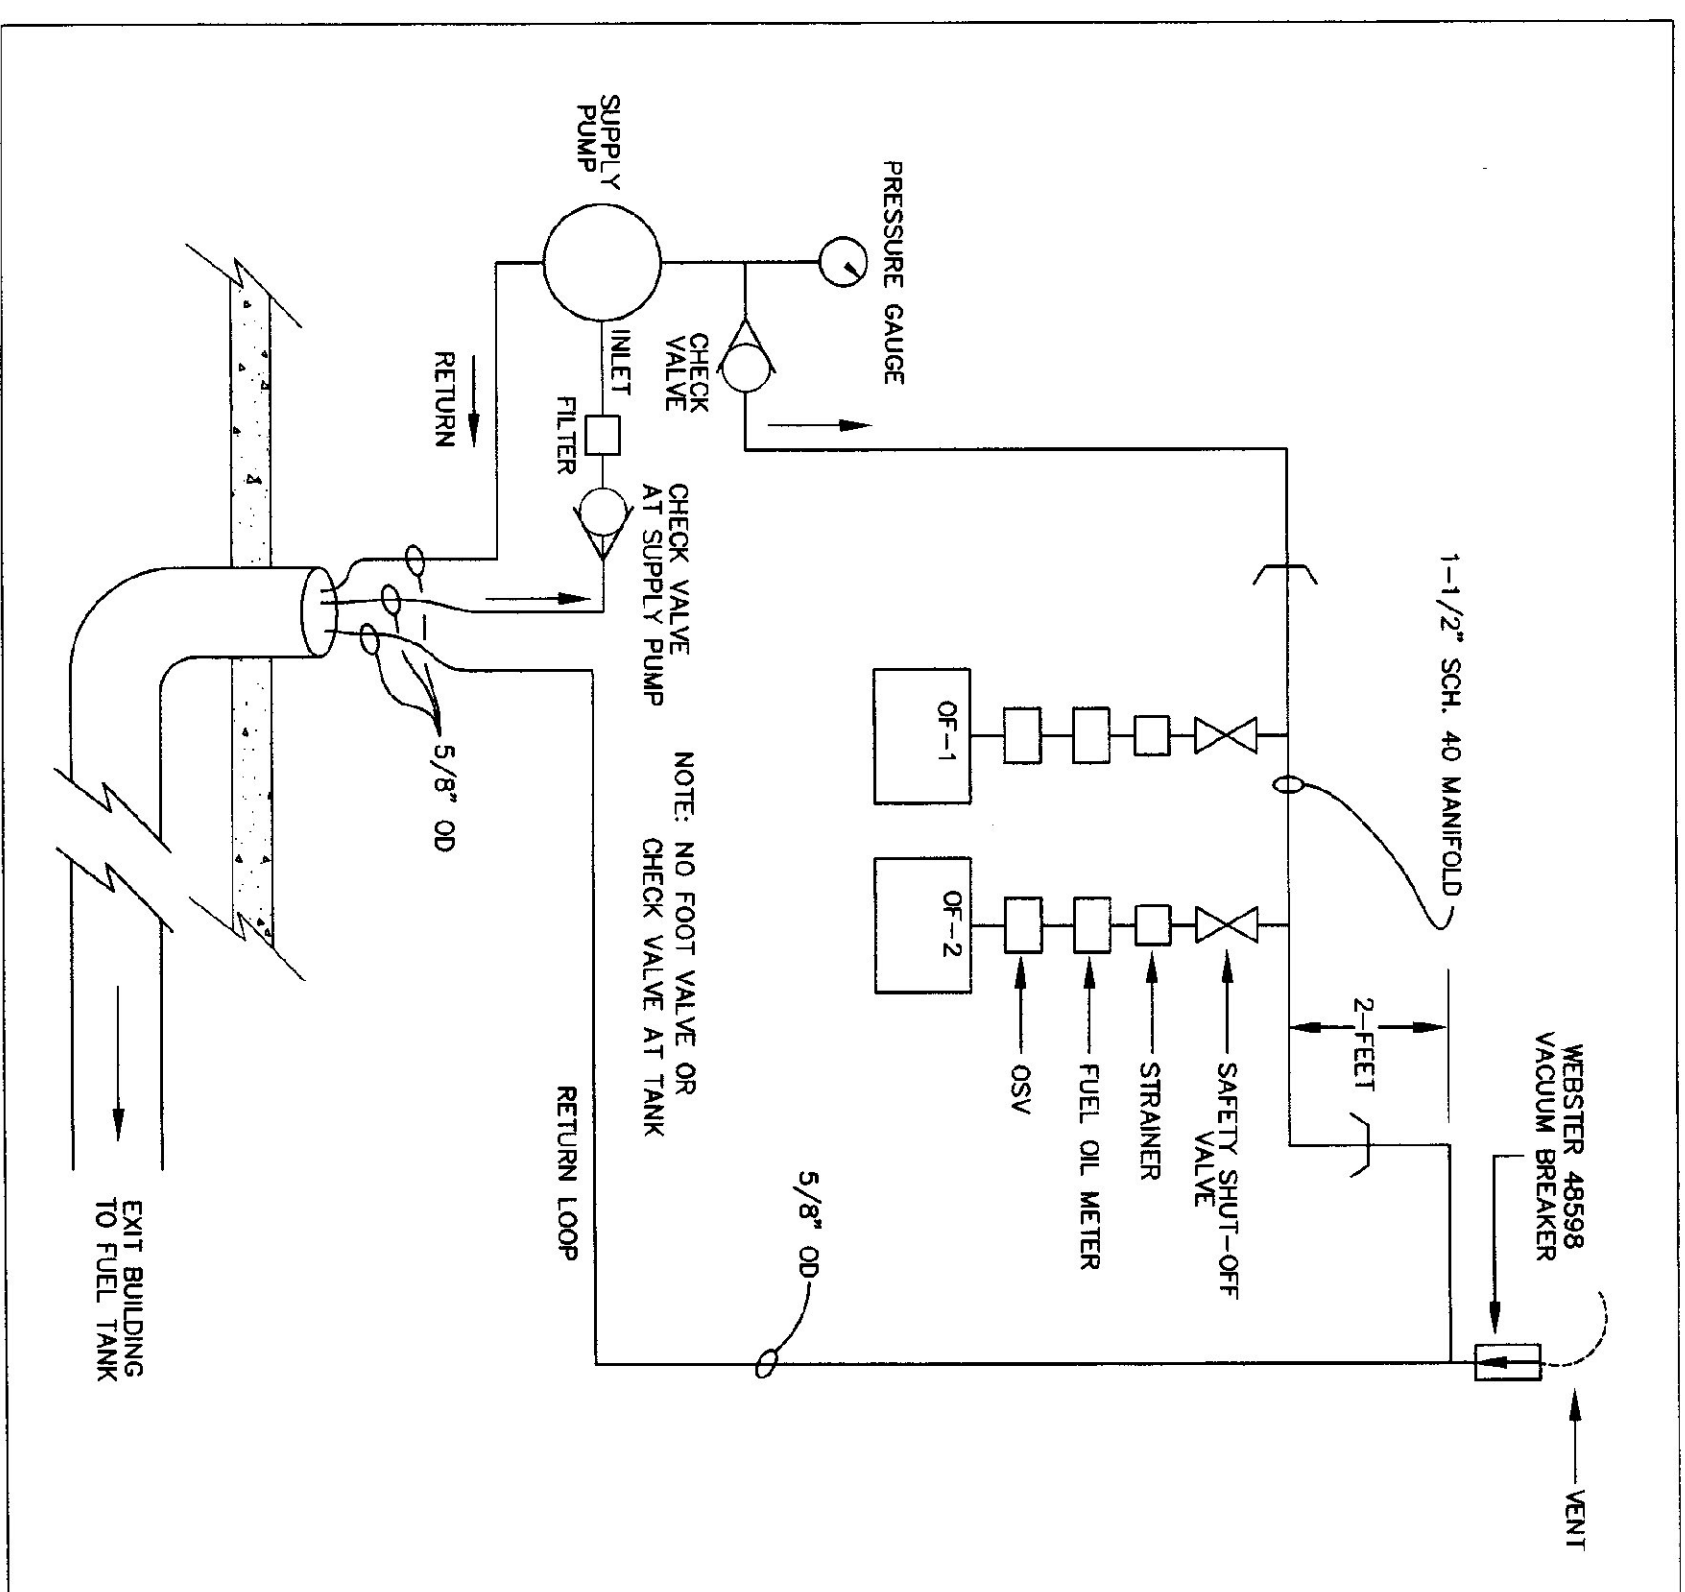 WEBSTER 48598
VACUUM BREAKER
VENT
1-1/2" SCH. 40 MANIFOLD
2-FEET
SAFETY SHUT-OFF
VALVE
STRAINER
FUEL OIL METER
OSV
OF-1
OF-2
PRESSURE GAUGE
CHECK
VALVE
SUPPLY
PUMP
INLET
FILTER
CHECK VALVE
AT SUPPLY PUMP
NOTE: NO FOOT VALVE OR
CHECK VALVE AT TANK
RETURN
5/8" OD
5/8" OD
RETURN LOOP
EXIT BUILDING
TO FUEL TANK